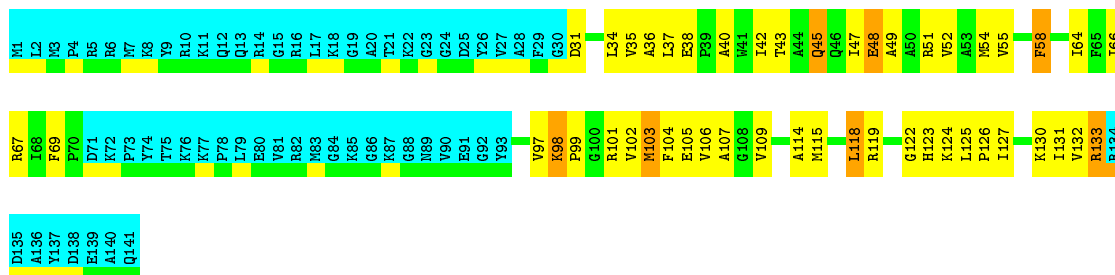 M1 L2 M3 P4 R5 R6 M7 K8 Y9 R10 K11 Q12 Q13 R14 G15 R16 L17 K18 G19 A20 T21 K22 G23 G24 D25 Y26 V27 A28 F29 G30 D31 L34 V35 A36 L37 E38 P39 A40 W41 I42 T43 A44 Q45 Q46 I47 E48 A49 A50 R51 V52 A53 M54 V55 F58 I64 F65 I66
R67 I68 F69 P70 D71 K72 P73 Y74 T75 K76 K77 P78 L79 E80 V81 R82 M83 G84 K85 G86 K87 G88 N89 V90 E91 G92 Y93 V97 K98 P99 G100 R101 V102 M103 F104 E105 V106 A107 G108 V109 A114 M115 L118 R119 G122 H123 K124 L125 P126 I127 K130 I131 V132 R133 R134
D135 A136 Y137 D138 E139 A140 Q141